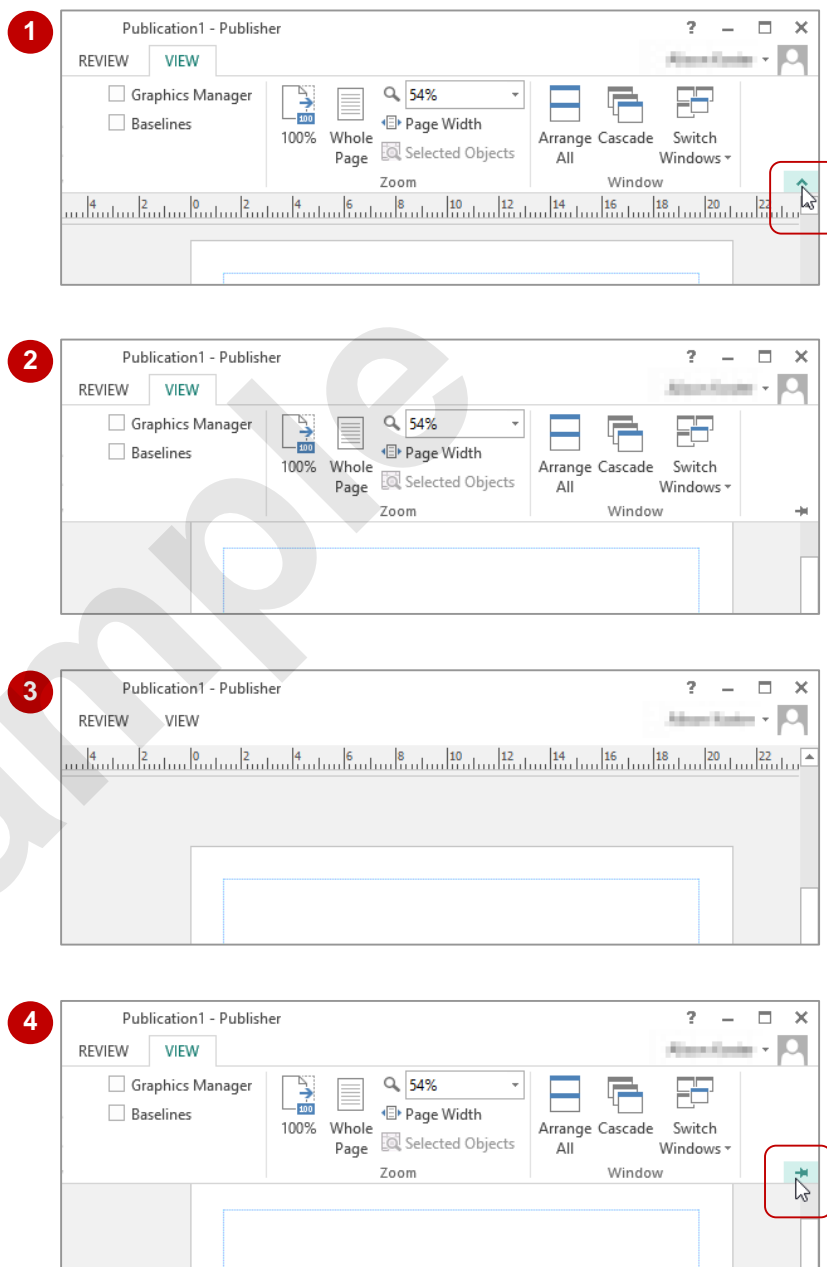 1
Publication1 - Publisher ?
REVIEW VIEW
Graphics Manager 54%
Baselines Page Width
100% Whole Page Selected Objects Arrange All Cascade Switch Windows
Zoom Window
4 2 0 2 4 6 8 10 12 14 16 18 20 22
2
Publication1 - Publisher ?
REVIEW VIEW
Graphics Manager 54%
Baselines Page Width
100% Whole Page Selected Objects Arrange All Cascade Switch Windows
Zoom Window
3
Publication1 - Publisher ?
REVIEW VIEW
4 2 0 2 4 6 8 10 12 14 16 18 20 22
4
Publication1 - Publisher ?
REVIEW VIEW
Graphics Manager 54%
Baselines Page Width
100% Whole Page Selected Objects Arrange All Cascade Switch Windows
Zoom Window
ample